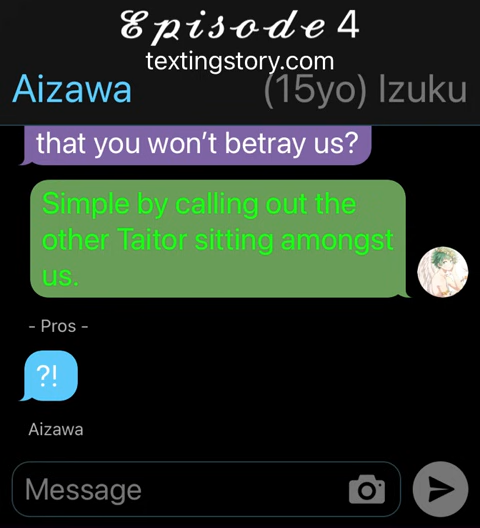 Episode 4
textingstory.com
Aizawa (15yo) Izuku
that you won't betray us?
Simple by calling out the
other Taitor sitting amongst
us.
- Pros -
?!
Aizawa
Message